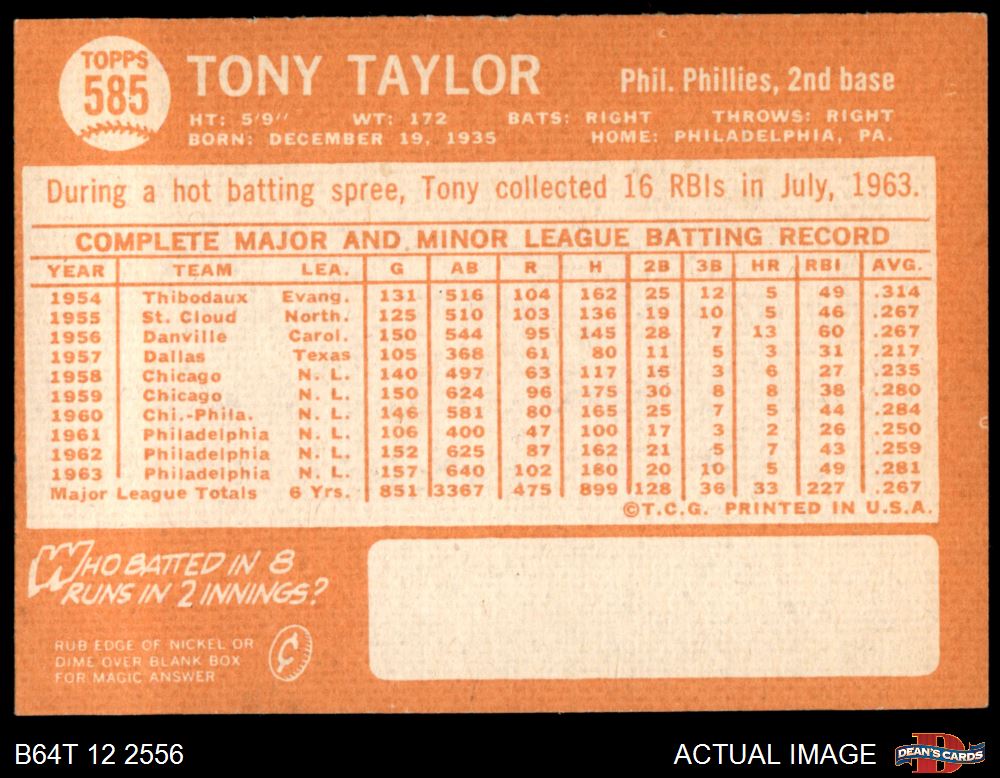 TOPPS
585
TONY TAYLOR
Phil. Phillies, 2nd base
HT: 5'9" WT: 172 BATS: RIGHT THROWS: RIGHT
BORN: DECEMBER 19, 1935 HOME: PHILADELPHIA, PA.
During a hot batting spree, Tony collected 16 RBIs in July, 1963.
COMPLETE MAJOR AND MINOR LEAGUE BATTING RECORD
YEAR TEAM LEA. G AB R H 2B 3B HR RBI AVG.
1954 Thibodaux Evang. 131 516 104 162 25 12 5 49 .314
1955 St. Cloud North. 125 510 103 136 19 10 5 46 .267
1956 Danville Carol. 150 544 95 145 28 7 13 60 .267
1957 Dallas Texas 105 368 61 80 11 5 3 31 .217
1958 Chicago N. L. 140 497 63 117 15 3 6 27 .235
1959 Chicago N. L. 150 624 96 175 30 8 8 38 .280
1960 Chi.-Phila. N. L. 146 581 80 165 25 7 5 44 .284
1961 Philadelphia N. L. 106 400 47 100 17 3 2 26 .250
1962 Philadelphia N. L. 152 625 87 162 21 5 7 43 .259
1963 Philadelphia N. L. 157 640 102 180 20 10 5 49 .281
Major League Totals 6 Yrs. 851 3367 475 899 128 36 33 227 .267
©T.C.G. PRINTED IN U.S.A.
WHO BATTED IN 8
RUNS IN 2 INNINGS?
RUB EDGE OF NICKEL OR
DIME OVER BLANK BOX
FOR MAGIC ANSWER
¢
B64T 12 2556
ACTUAL IMAGE
D
DEAN'S CARDS